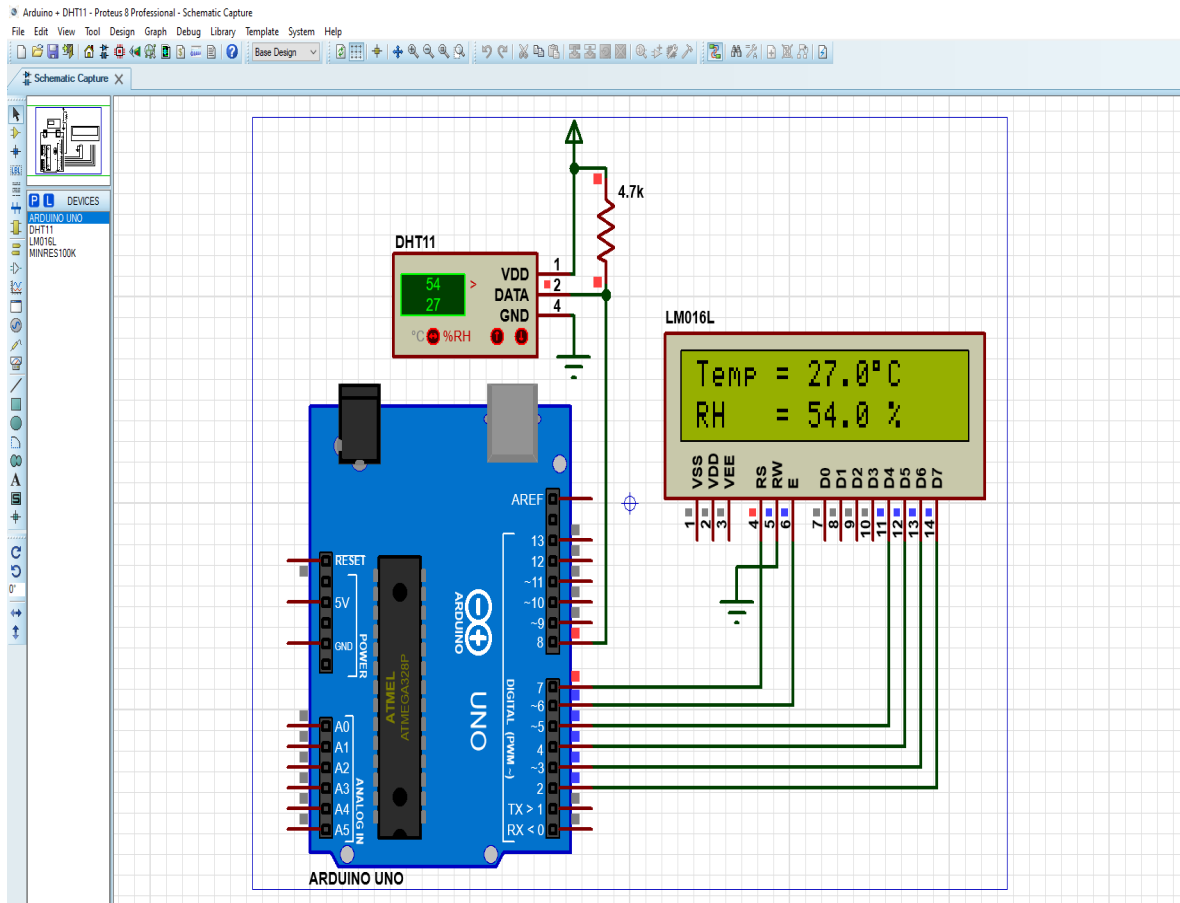 Arduino + DHT11 - Proteus 8 Professional - Schematic Capture
File Edit View Tool Design Graph Debug Library Template System Help
Base Design
Schematic Capture
P L DEVICES
ARDUINO UNO
DHT11
LM016L
MINRES100K
0°
4.7k
DHT11
54
27
>
VDD 1
DATA 2
GND 4
°C %RH
LM016L
Temp = 27.0°C
RH = 54.0 %
VSS VDD VEE RS RW E D0 D1 D2 D3 D4 D5 D6 D7
1 2 3 4 5 6 7 8 9 10 11 12 13 14
AREF
13
12
~11
~10
~9
8
RESET
5V
GND
POWER
ARDUINO
UNO
ATMEL
ATMEGA328P
DIGITAL (PWM ~)
7
~6
~5
4
~3
2
TX > 1
RX < 0
A0
A1
A2
A3
A4
A5
ANALOG IN
ARDUINO UNO